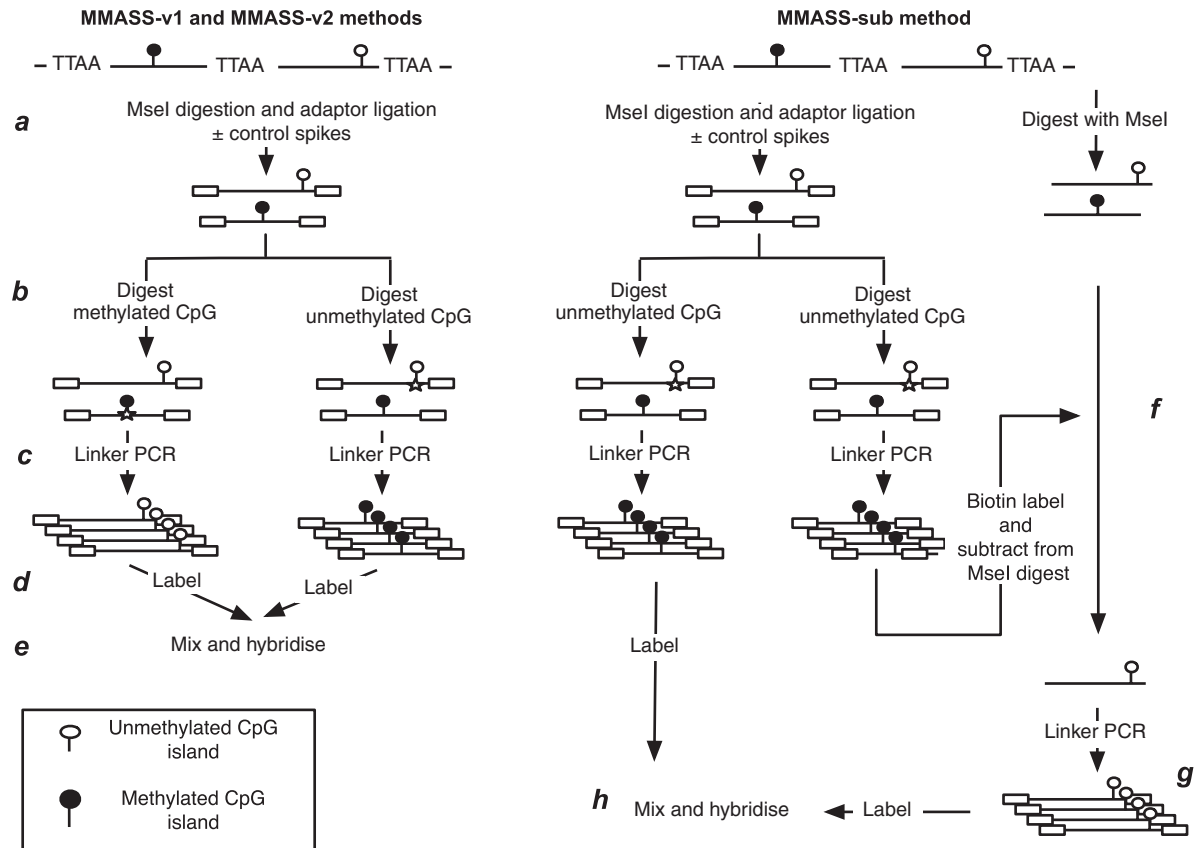 MMASS-v1 and MMASS-v2 methods
TTAA
TTAA
TTAA
a
MseI digestion and adaptor ligation
± control spikes
b
Digest
methylated CpG
Digest
unmethylated CpG
c
Linker PCR
Linker PCR
d
Label
Label
e
Mix and hybridise
Unmethylated CpG
island
Methylated CpG
island
MMASS-sub method
TTAA
TTAA
TTAA
MseI digestion and adaptor ligation
± control spikes
Digest with MseI
Digest
unmethylated CpG
Digest
unmethylated CpG
f
Linker PCR
Linker PCR
Biotin label
and
subtract from
MseI digest
Label
Linker PCR
g
h
Mix and hybridise
Label